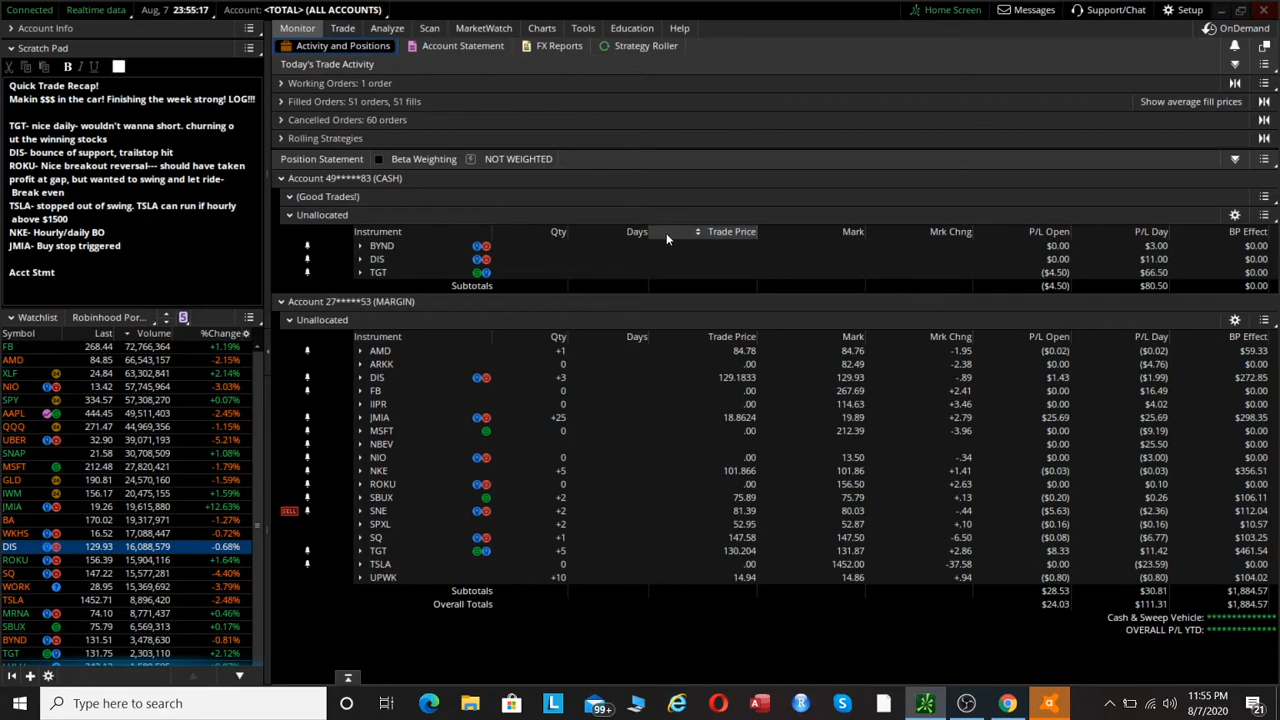 Connected Realtime data Aug, 7 23:55:17 Account: <TOTAL> (ALL ACCOUNTS) Home Screen Messages Support/Chat Setup
Account Info Monitor Trade Analyze Scan MarketWatch Charts Tools Education Help OnDemand
Scratch Pad Activity and Positions Account Statement FX Reports Strategy Roller
B I U
Today's Trade Activity
Working Orders: 1 order
Filled Orders: 51 orders, 51 fills Show average fill prices
Cancelled Orders: 60 orders
Rolling Strategies
Quick Trade Recap!
Makin $$$ in the car! Finishing the week strong! LOG!!!
TGT- nice daily- wouldn't wanna short. churning o
ut the winning stocks
DIS- bounce of support, trailstop hit
ROKU- Nice breakout reversal--- should have taken
profit at gap, but wanted to swing and let ride-
Break even
TSLA- stopped out of swing. TSLA can run if hourly
above $1500
NKE- Hourly/daily BO
JMIA- Buy stop triggered
Acct Stmt
Position Statement Beta Weighting NOT WEIGHTED
Account 49*****83 (CASH)
(Good Trades!)
Unallocated
Instrument Qty Days Trade Price Mark Mrk Chng P/L Open P/L Day BP Effect
BYND $0.00 $3.00 $0.00
DIS $0.00 $11.00 $0.00
TGT ($4.50) $66.50 $0.00
Subtotals ($4.50) $80.50 $0.00
Account 27*****53 (MARGIN)
Unallocated
Instrument Qty Days Trade Price Mark Mrk Chng P/L Open P/L Day BP Effect
AMD +1 84.78 84.76 -1.95 ($0.02) ($0.02) $59.33
ARKK 0 .00 82.49 -2.38 $0.00 ($4.76) $0.00
DIS +3 129.1833 129.93 -.89 $1.43 ($1.99) $272.85
FB 0 .00 267.69 +2.41 $0.00 $16.49 $0.00
IIPR 0 .00 114.63 +3.46 $0.00 $4.02 $0.00
JMIA +25 18.8624 19.89 +2.79 $25.69 $25.69 $298.35
MSFT 0 .00 212.39 -3.96 $0.00 ($9.19) $0.00
NBEV $0.00 $25.50 $0.00
NIO 0 .00 13.50 -.34 $0.00 ($3.00) $0.00
NKE +5 101.866 101.86 +1.41 ($0.03) ($0.03) $356.51
ROKU 0 .00 156.50 +2.63 $0.00 $0.04 $0.00
SBUX +2 75.89 75.79 +.13 ($0.20) $0.26 $106.11
SELL SNE +2 81.39 80.03 -.44 ($5.63) ($2.36) $112.04
SPXL +2 52.95 52.87 +.10 ($0.16) ($0.16) $10.57
SQ +1 147.58 147.50 -6.50 ($0.08) ($6.77) $103.25
TGT +5 130.204 131.87 +2.86 $8.33 $11.42 $461.54
TSLA 0 .00 1452.00 -37.58 $0.00 ($23.59) $0.00
UPWK +10 14.94 14.86 +.94 ($0.80) ($0.80) $104.02
Subtotals $28.53 $30.81 $1,884.57
Overall Totals $24.03 $111.31 $1,884.57
Cash & Sweep Vehicle: **************
OVERALL P/L YTD: **************
Watchlist Robinhood Por... 5
Symbol Last Volume %Change
FB 268.44 72,766,364 +1.19%
AMD 84.85 66,543,157 -2.15%
XLF 24.84 63,302,841 +2.14%
NIO 13.42 57,745,964 -3.03%
SPY 334.57 57,308,270 +0.07%
AAPL 444.45 49,511,403 -2.45%
QQQ 271.47 44,969,356 -1.15%
UBER 32.90 39,071,193 -5.21%
SNAP 21.58 30,708,509 +1.08%
MSFT 212.48 27,820,421 -1.79%
GLD 190.81 24,570,160 -1.59%
IWM 156.17 20,475,155 +1.59%
JMIA 19.26 19,615,880 +12.63%
BA 170.02 19,317,971 -1.27%
WKHS 16.52 17,088,447 -0.72%
DIS 129.93 16,088,579 -0.68%
ROKU 156.39 15,904,116 +1.64%
SQ 147.22 15,577,281 -4.40%
WORK 28.95 15,369,692 -3.79%
TSLA 1452.71 8,896,420 -2.48%
MRNA 74.10 8,771,437 +0.46%
SBUX 75.75 6,569,313 +0.17%
BYND 131.51 3,478,630 -0.81%
TGT 131.75 2,303,110 +2.12%
Type here to search 99+ 11:55 PM
8/7/2020 21